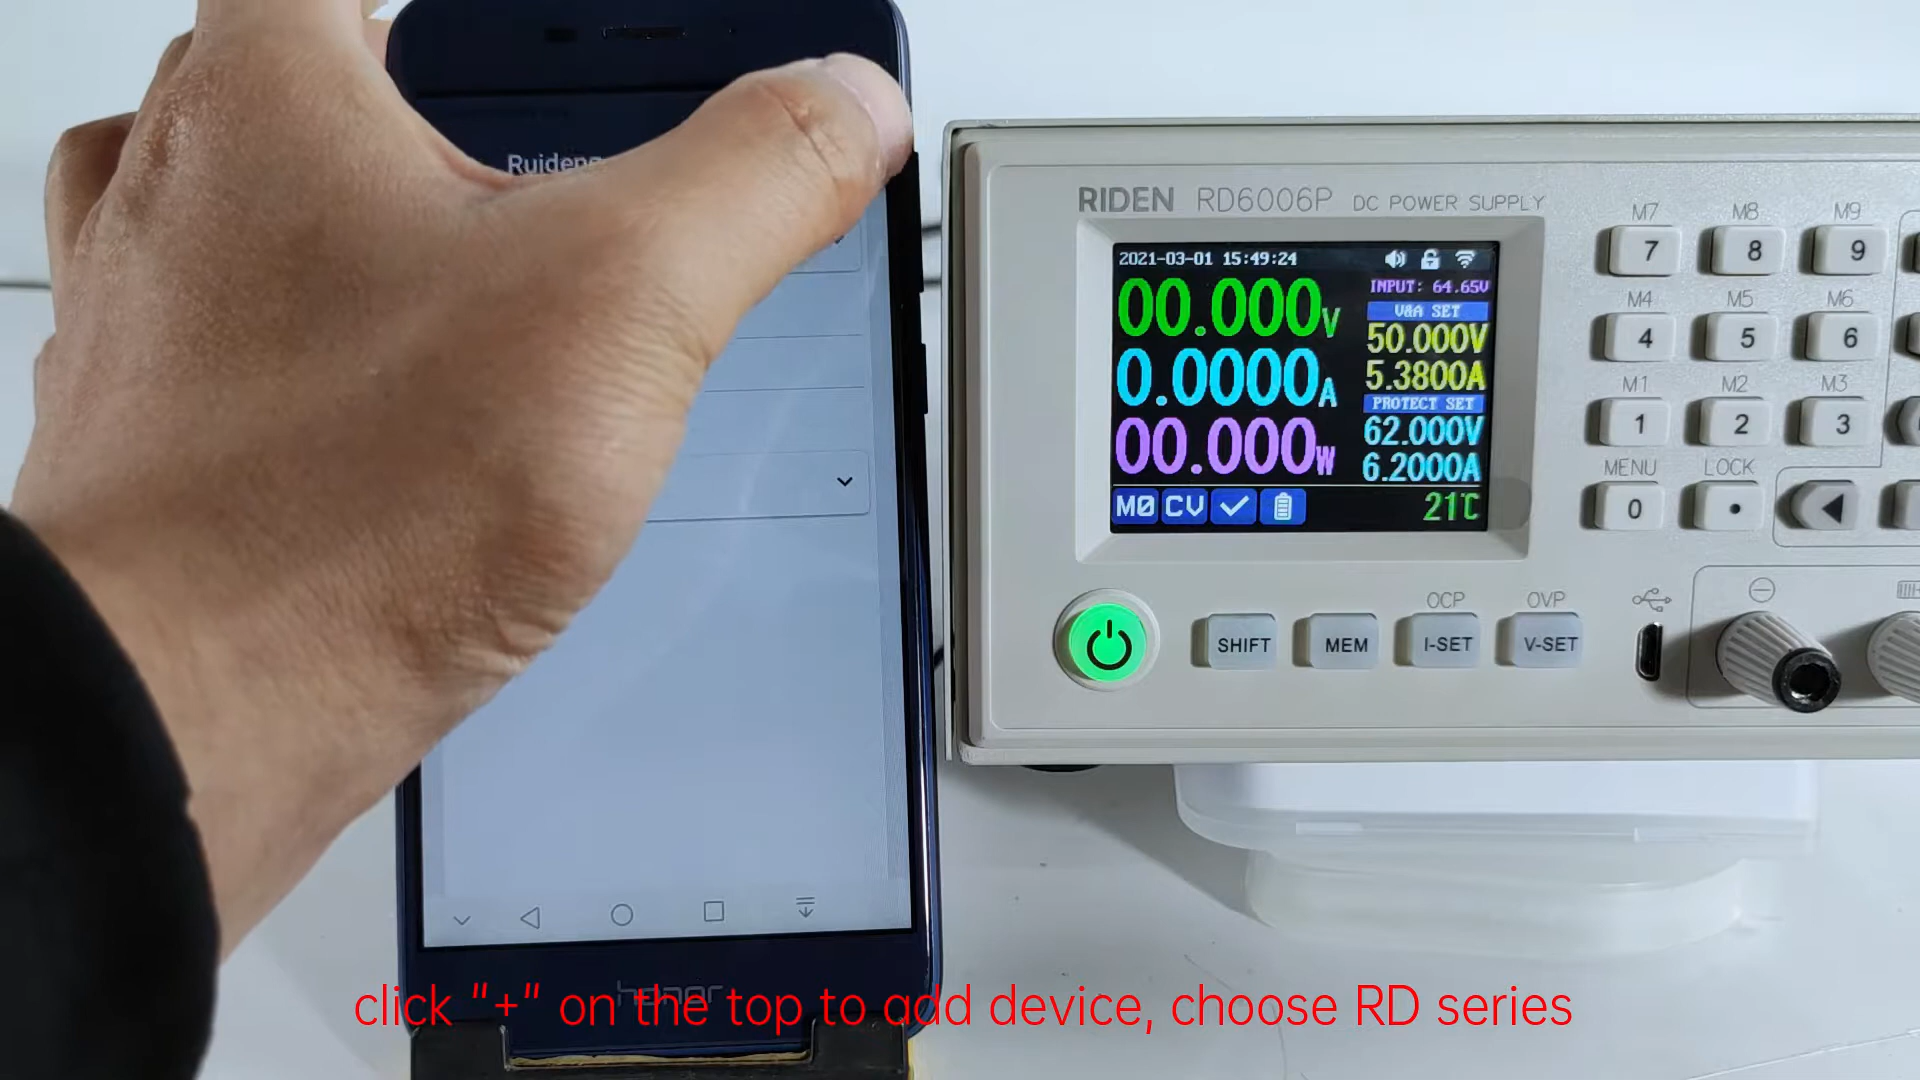 Ruideng
RIDEN RD6006P DC POWER SUPPLY
2021-03-01 15:49:24
INPUT: 64.65V
00.000V
V&A SET
50.000V
0.0000A
5.3800A
PROTECT SET
00.000W
62.000V
6.2000A
M0 CV
21℃
M7 M8 M9
7 8 9
M4 M5 M6
4 5 6
M1 M2 M3
1 2 3
MENU LOCK
0 •
OCP OVP
SHIFT MEM I-SET V-SET
honor
click "+" on the top to add device, choose RD series